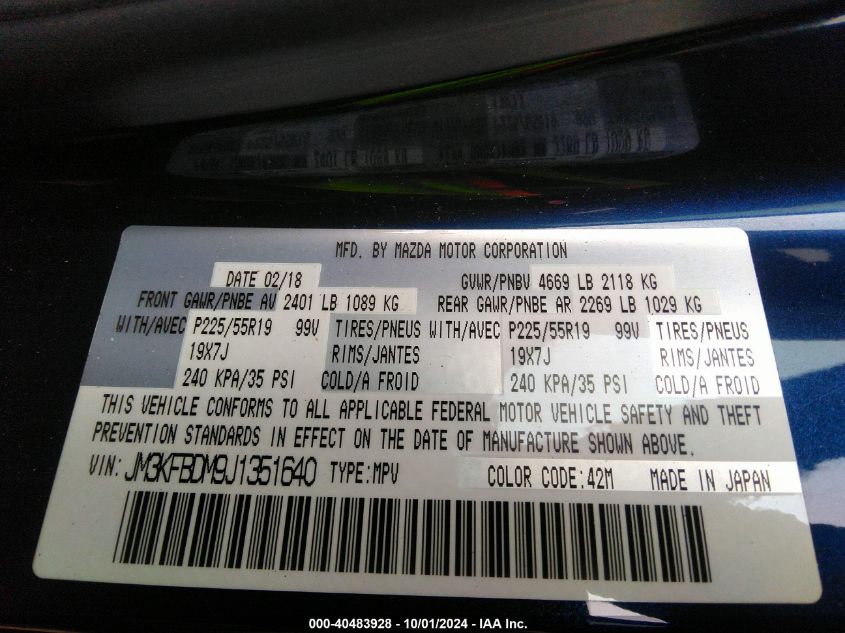 MFD. BY MAZDA MOTOR CORPORATION
DATE 02/18 GVWR/PNBV 4669 LB 2118 KG
FRONT GAWR/PNBE AV 2401 LB 1089 KG REAR GAWR/PNBE AR 2269 LB 1029 KG
WITH/AVEC P225/55R19 99V TIRES/PNEUS WITH/AVEC P225/55R19 99V TIRES/PNEUS
19X7J RIMS/JANTES 19X7J RIMS/JANTES
240 KPA/35 PSI COLD/A FROID 240 KPA/35 PSI COLD/A FROID
THIS VEHICLE CONFORMS TO ALL APPLICABLE FEDERAL MOTOR VEHICLE SAFETY AND THEFT
PREVENTION STANDARDS IN EFFECT ON THE DATE OF MANUFACTURE SHOWN ABOVE.
VIN: JM3KFBDM9J1351640 TYPE:MPV COLOR CODE:42M MADE IN JAPAN
000-40483928 - 10/01/2024 - IAA Inc.